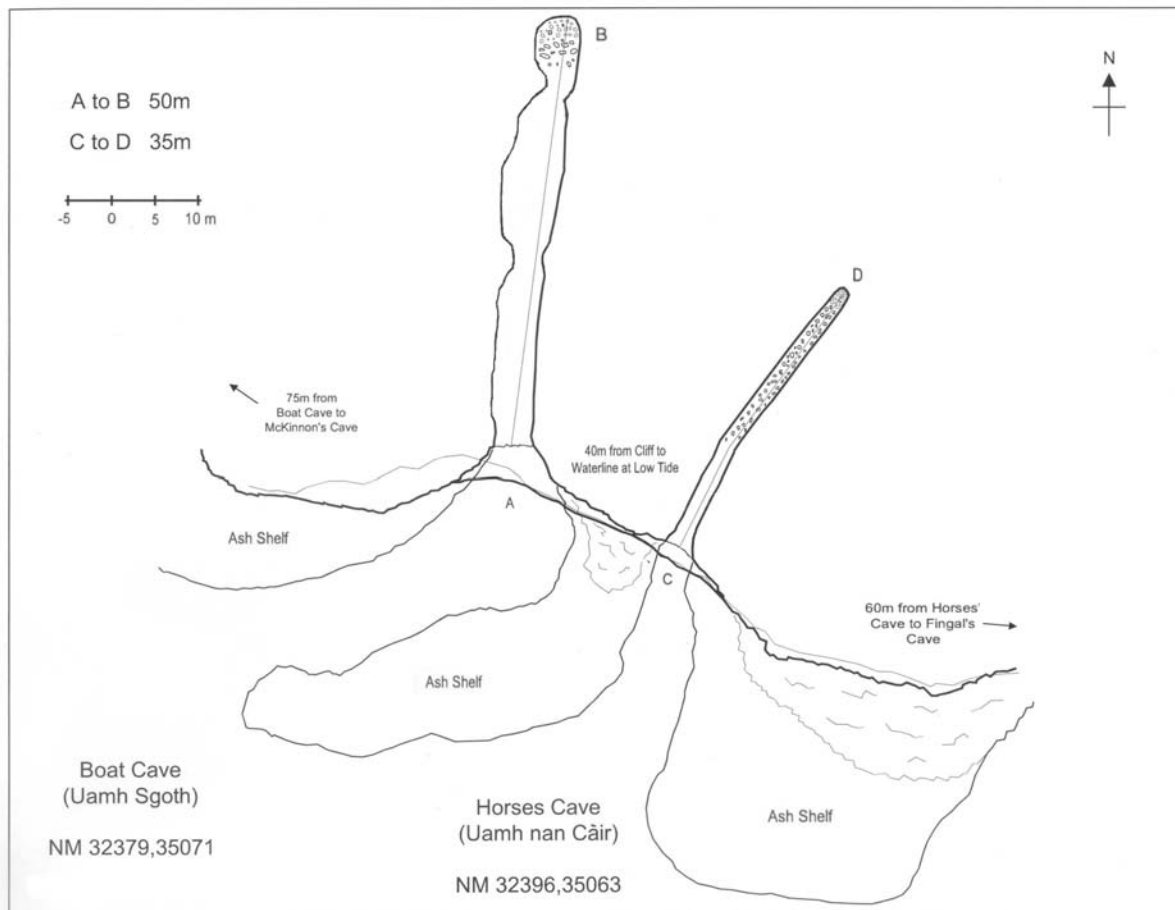 B
N
A to B 50m
C to D 35m
-5 0 5 10 m
D
75m from
Boat Cave to
McKinnon's Cave
40m from Cliff to
Waterline at Low Tide
A
Ash Shelf
C
60m from Horses'
Cave to Fingal's
Cave
Ash Shelf
Boat Cave
(Uamh Sgoth)
NM 32379,35071
Horses Cave
(Uamh nan Càir)
NM 32396,35063
Ash Shelf